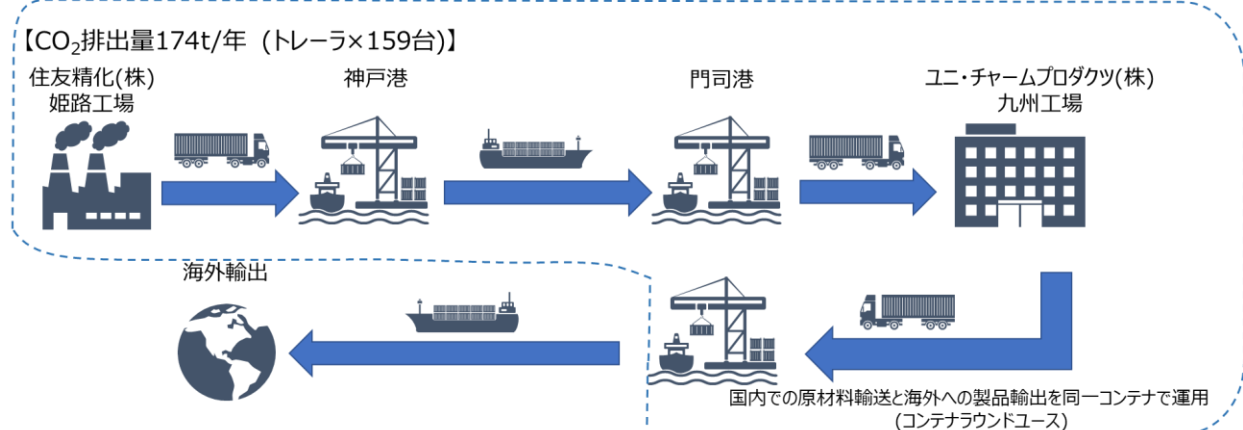 【CO₂排出量174t/年 (トレーラ×159台)】
住友精化(株)
姫路工場
神戸港
門司港
ユニ・チャームプロダクツ(株)
九州工場
海外輸出
国内での原材料輸送と海外への製品輸出を同一コンテナで運用
(コンテナラウンドユース)